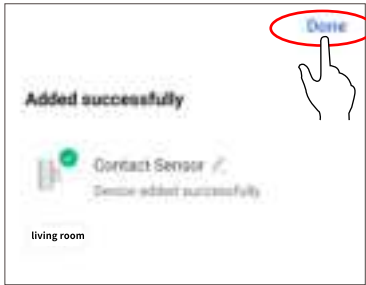 Done
Added successfully
Contact Sensor
Device added successfully
living room